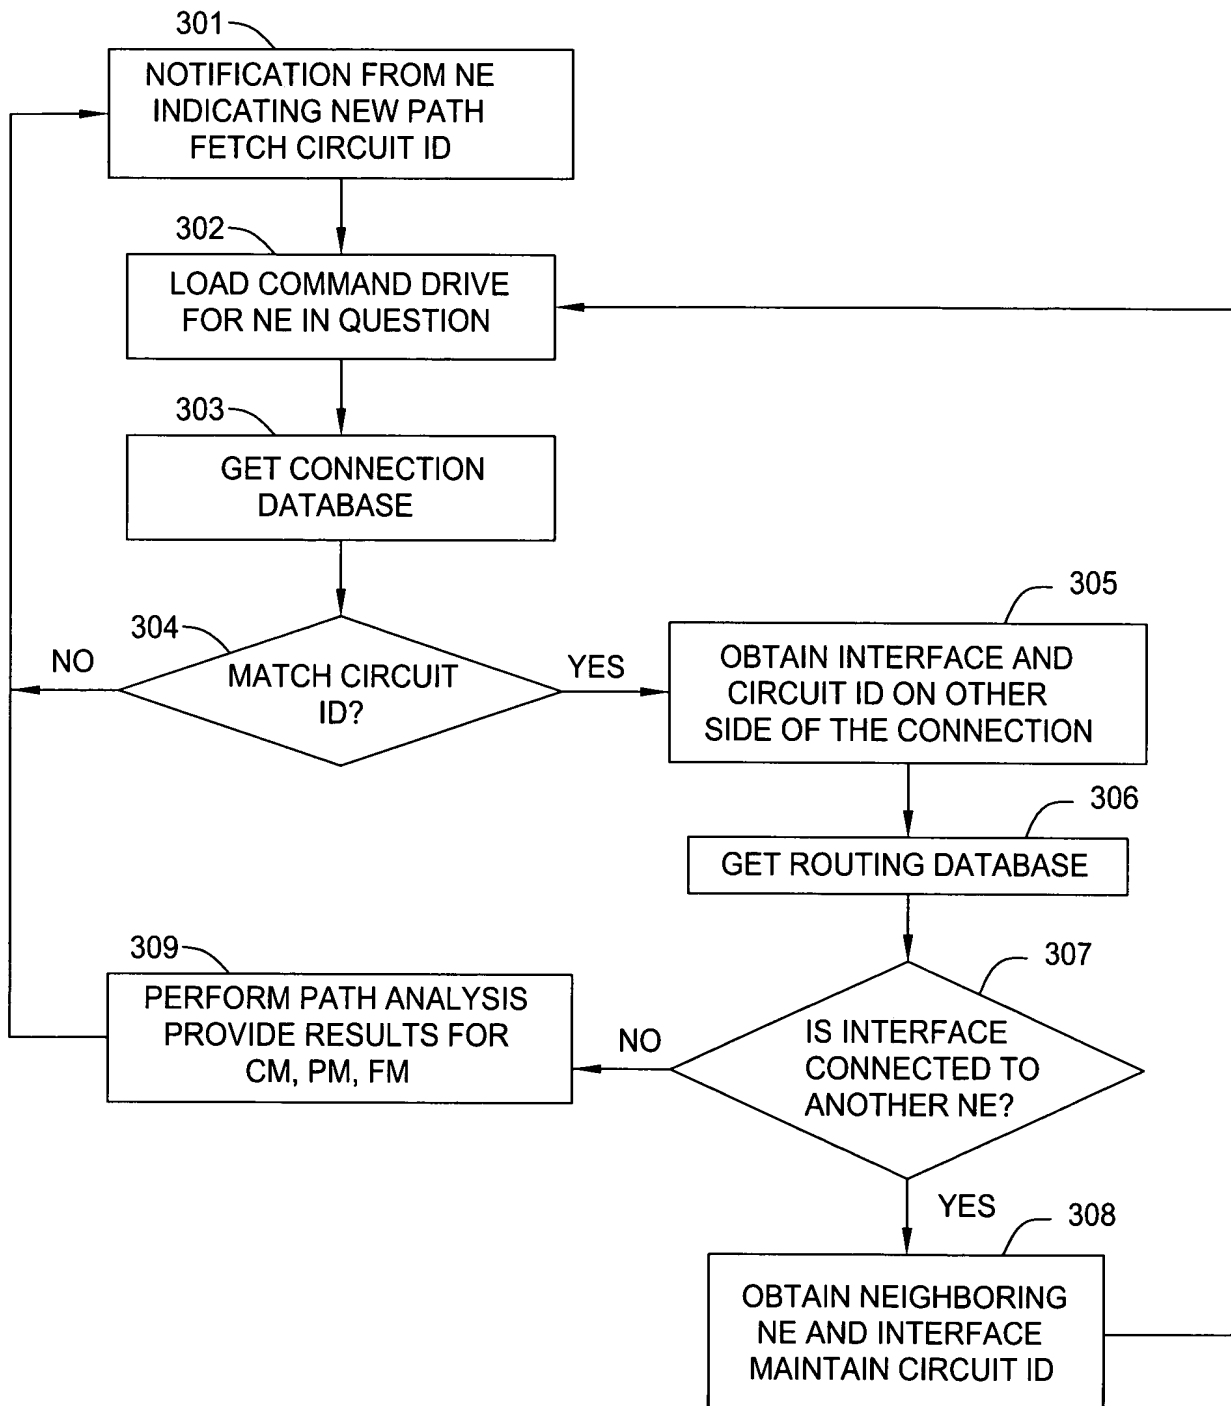 301
NOTIFICATION FROM NE
INDICATING NEW PATH
FETCH CIRCUIT ID
302
LOAD COMMAND DRIVE
FOR NE IN QUESTION
303
GET CONNECTION
DATABASE
304
NO
MATCH CIRCUIT
ID?
YES
305
OBTAIN INTERFACE AND
CIRCUIT ID ON OTHER
SIDE OF THE CONNECTION
306
GET ROUTING DATABASE
307
IS INTERFACE
CONNECTED TO
ANOTHER NE?
NO
309
PERFORM PATH ANALYSIS
PROVIDE RESULTS FOR
CM, PM, FM
YES
308
OBTAIN NEIGHBORING
NE AND INTERFACE
MAINTAIN CIRCUIT ID